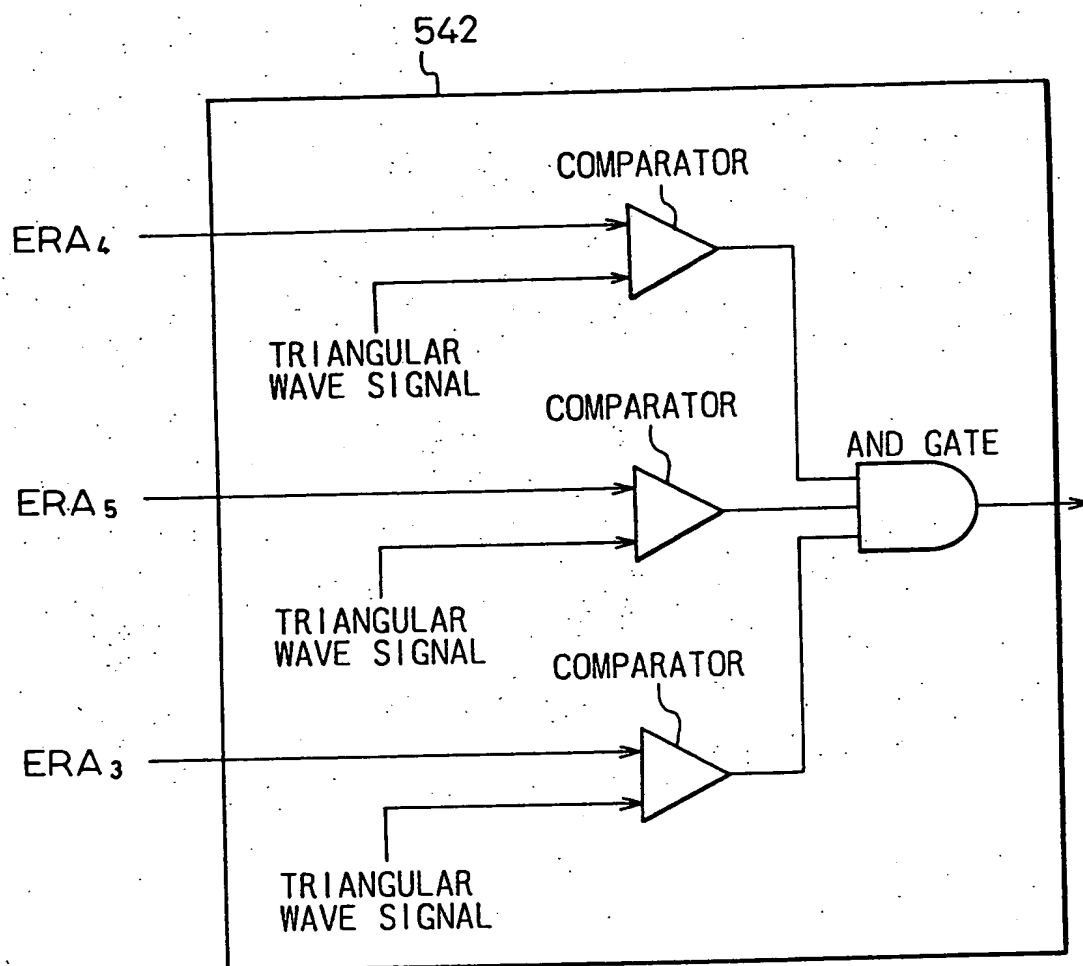 542
COMPARATOR
ERA4
TRIANGULAR
WAVE SIGNAL
COMPARATOR
AND GATE
ERA5
TRIANGULAR
WAVE SIGNAL
COMPARATOR
ERA3
TRIANGULAR
WAVE SIGNAL